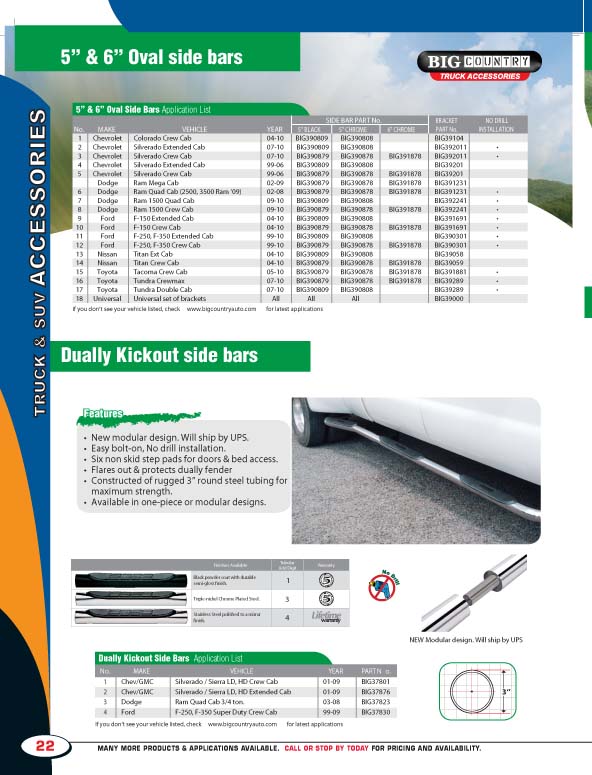 5” & 6” Oval side bars
BIG COUNTRY
TRUCK ACCESSORIES
TRUCK & SUV ACCESSORIES
5” & 6” Oval Side Bars Application List
SIDE BAR PART No. BRACKET NO DRILL
No. MAKE VEHICLE YEAR 5" BLACK 5" CHROME 6" CHROME PART No. INSTALLATION
1 Chevrolet Colorado Crew Cab 04-10 BIG390809 BIG390808 BIG39104
2 Chevrolet Silverado Extended Cab 07-10 BIG390809 BIG390808 BIG392011 •
3 Chevrolet Silverado Crew Cab 07-10 BIG390879 BIG390878 BIG391878 BIG392011 •
4 Chevrolet Silverado Extended Cab 99-06 BIG390809 BIG390808 BIG39201
5 Chevrolet Silverado Crew Cab 99-06 BIG390879 BIG390878 BIG391878 BIG39201
Dodge Ram Mega Cab 02-09 BIG390879 BIG390878 BIG391878 BIG391231
6 Dodge Ram Quad Cab (2500, 3500 Ram '09) 02-08 BIG390879 BIG390878 BIG391878 BIG391231 •
7 Dodge Ram 1500 Quad Cab 09-10 BIG390809 BIG390808 BIG392241 •
8 Dodge Ram 1500 Crew Cab 09-10 BIG390879 BIG390878 BIG391878 BIG392241 •
9 Ford F-150 Extended Cab 04-10 BIG390809 BIG390808 BIG391691 •
10 Ford F-150 Crew Cab 04-10 BIG390879 BIG390878 BIG391878 BIG391691 •
11 Ford F-250, F-350 Extended Cab 99-10 BIG390809 BIG390808 BIG390301 •
12 Ford F-250, F-350 Crew Cab 99-10 BIG390879 BIG390878 BIG391878 BIG390301 •
13 Nissan Titan Ext Cab 04-10 BIG390809 BIG390808 BIG39058
14 Nissan Titan Crew Cab 04-10 BIG390879 BIG390878 BIG391878 BIG39059
15 Toyota Tacoma Crew Cab 05-10 BIG390879 BIG390878 BIG391878 BIG391881 •
16 Toyota Tundra Crewmax 07-10 BIG390879 BIG390878 BIG391878 BIG39289 •
17 Toyota Tundra Double Cab 07-10 BIG390809 BIG390808 BIG39289 •
18 Universal Universal set of brackets All All All BIG39000
If you don't see your vehicle listed, check www.bigcountryauto.com for latest applications
Dually Kickout side bars
Features
• New modular design. Will ship by UPS.
• Easy bolt-on, No drill installation.
• Six non skid step pads for doors & bed access.
• Flares out & protects dually fender
• Constructed of rugged 3” round steel tubing for
maximum strength.
• Available in one-piece or modular designs.
Finishes Available Warranty
Black powder coat with durable
semi-gloss finish. 1 5
Triple-nickel Chrome Plated Steel. 3 5
Stainless Steel polished to a mirror
finish. 4 Lifetime
warranty
No Drill!
NEW Modular design. Will ship by UPS
3”
Dually Kickout Side Bars Application List
No. MAKE VEHICLE YEAR PART N o.
1 Chev/GMC Silverado / Sierra LD, HD Crew Cab 01-09 BIG37801
2 Chev/GMC Silverado / Sierra LD, HD Extended Cab 01-09 BIG37876
3 Dodge Ram Quad Cab 3/4 ton. 03-08 BIG37823
4 Ford F-250, F-350 Super Duty Crew Cab 99-09 BIG37830
If you don't see your vehicle listed, check www.bigcountryauto.com for latest applications
22 MANY MORE PRODUCTS & APPLICATIONS AVAILABLE. CALL OR STOP BY TODAY FOR PRICING AND AVAILABILITY.